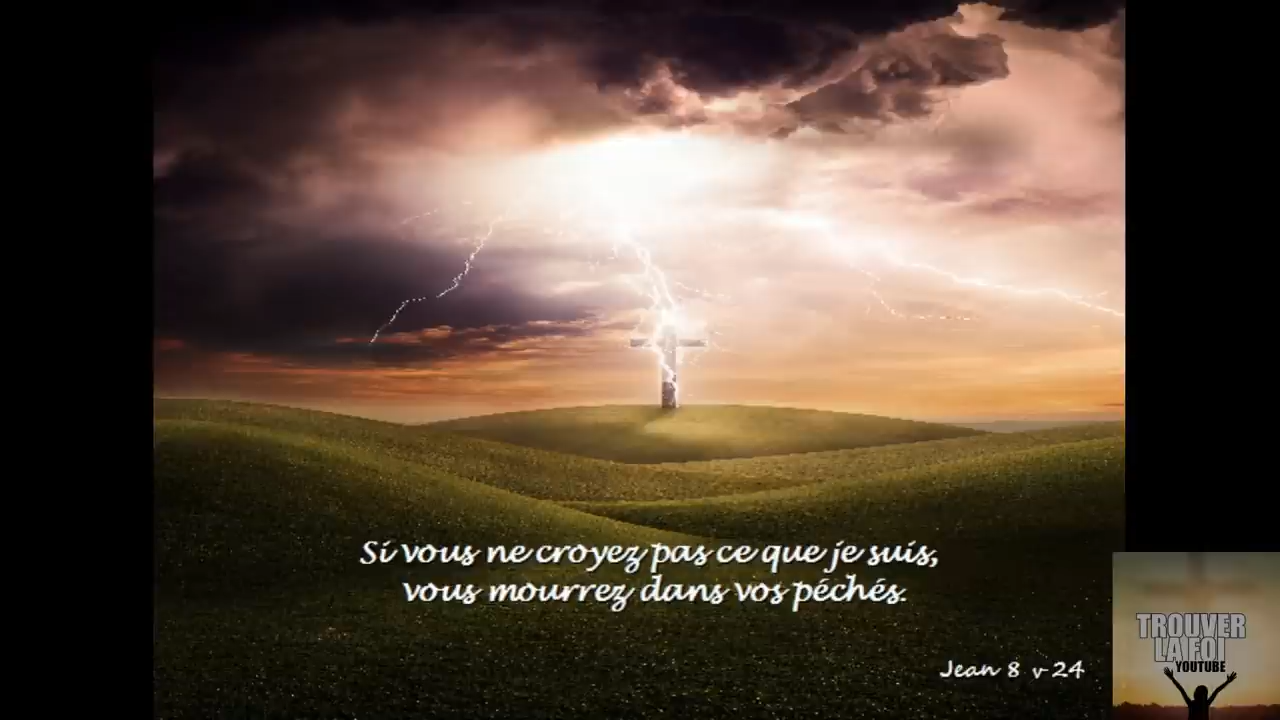 Si vous ne croyez pas ce que je suis,
vous mourrez dans vos péchés.
Jean 8 v 24
TROUVER
LA FOI
YOUTUBE